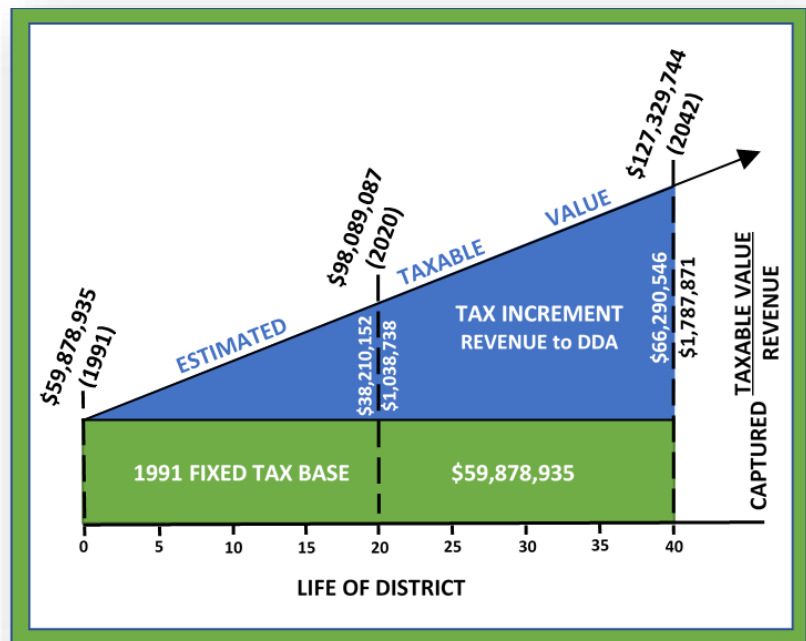 $59,878,935
(1991)
$98,089,087
(2020)
$127,329,744
(2042)
ESTIMATED TAXABLE VALUE
$38,210,152
$1,038,738
TAX INCREMENT
REVENUE to DDA
$66,290,546
$1,787,871
CAPTURED TAXABLE VALUE
REVENUE
1991 FIXED TAX BASE $59,878,935
0 5 10 15 20 25 30 35 40
LIFE OF DISTRICT